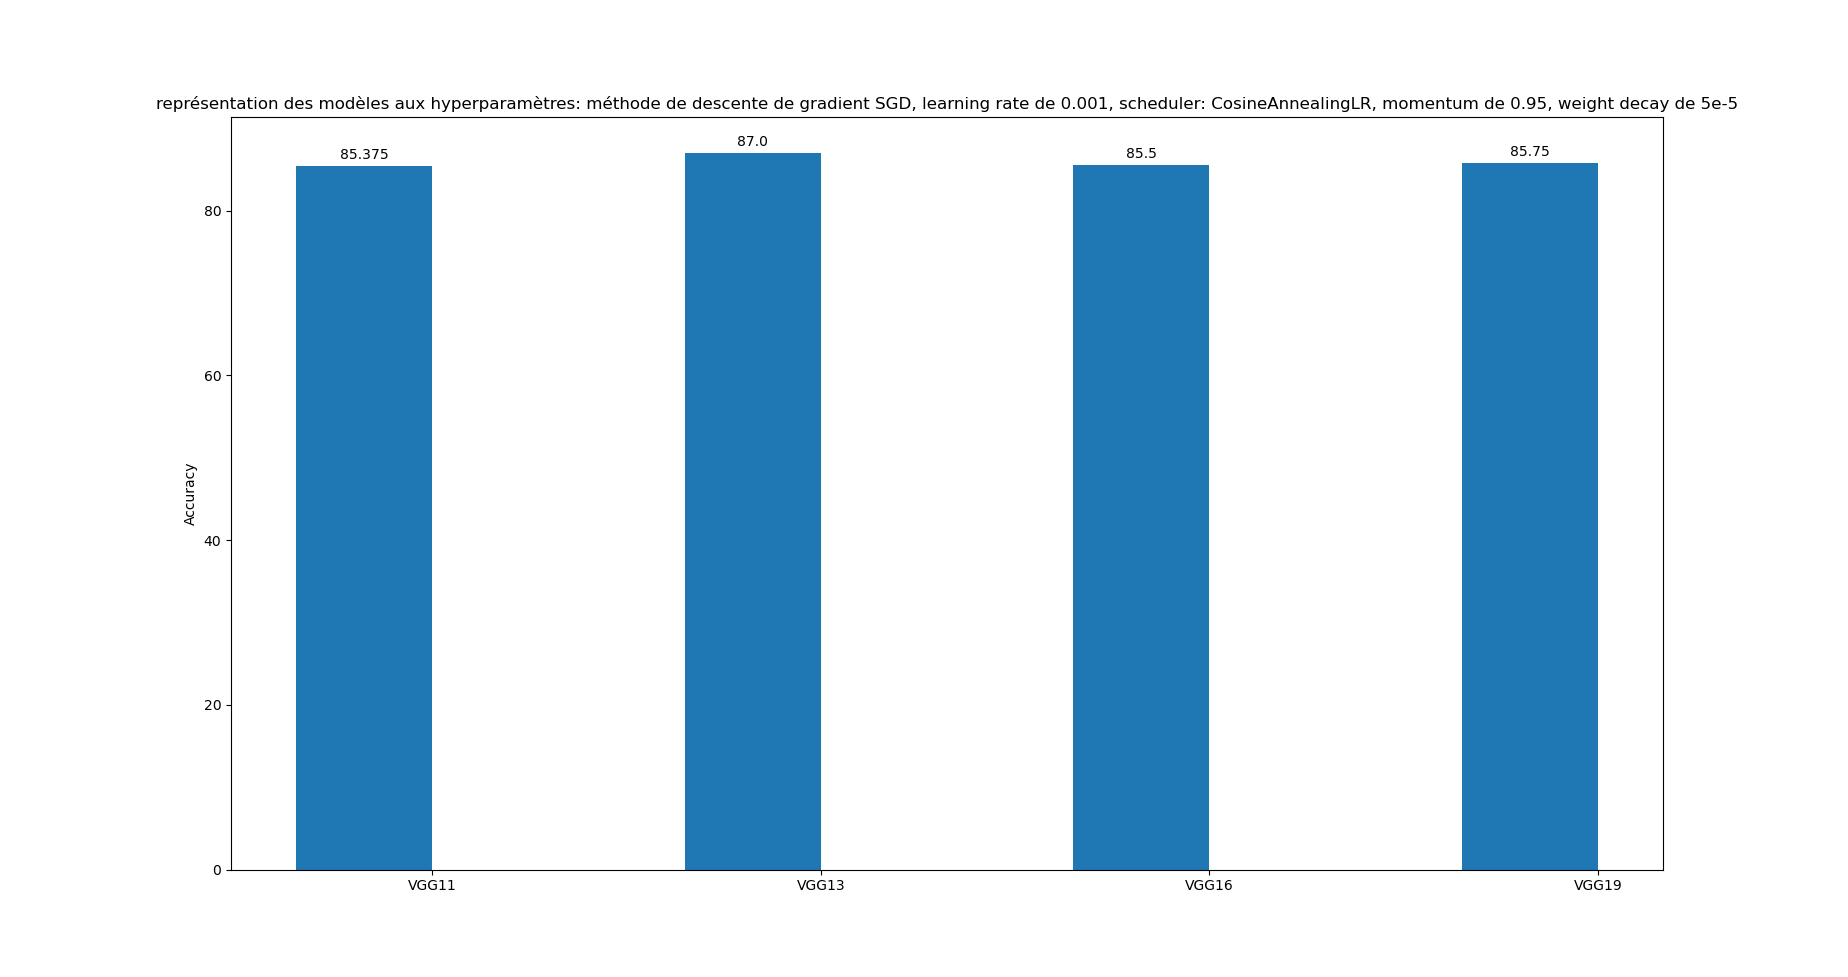 représentation des modèles aux hyperparamètres: méthode de descente de gradient SGD, learning rate de 0.001, scheduler: CosineAnnealingLR, momentum de 0.95, weight decay de 5e-5
85.375
87.0
85.5
85.75
80
60
40
20
0
Accuracy
VGG11
VGG13
VGG16
VGG19